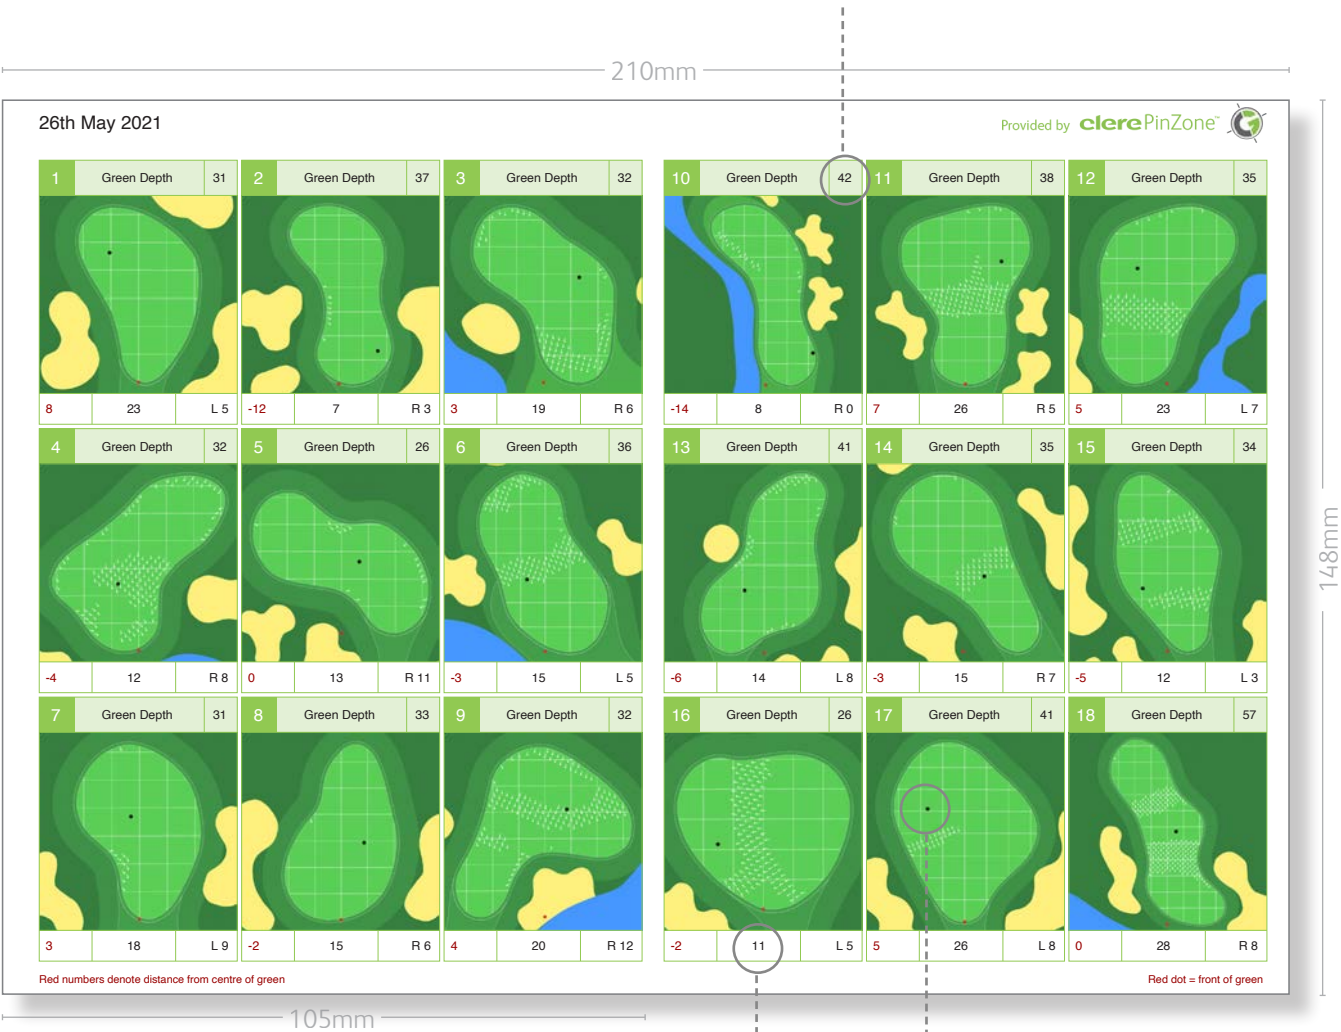 210mm
26th May 2021
Provided by clerePinZone™
1 Green Depth 31
2 Green Depth 37
3 Green Depth 32
10 Green Depth 42
11 Green Depth 38
12 Green Depth 35
8 23 L 5
-12 7 R 3
3 19 R 6
-14 8 R 0
7 26 R 5
5 23 L 7
4 Green Depth 32
5 Green Depth 26
6 Green Depth 36
13 Green Depth 41
14 Green Depth 35
15 Green Depth 34
-4 12 R 8
0 13 R 11
-3 15 L 5
-6 14 L 8
-3 15 R 7
-5 12 L 3
148mm
7 Green Depth 31
8 Green Depth 33
9 Green Depth 32
16 Green Depth 26
17 Green Depth 41
18 Green Depth 57
3 18 L 9
-2 15 R 6
4 20 R 12
-2 11 L 5
5 26 L 8
0 28 R 8
Red numbers denote distance from centre of green
Red dot = front of green
105mm